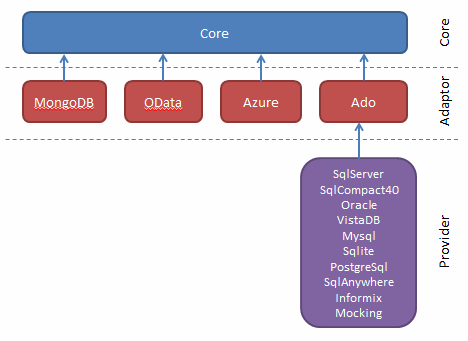 Core
Core
MongoDB
OData
Azure
Ado
Adaptor
SqlServer
SqlCompact40
Oracle
VistaDB
Mysql
Sqlite
PostgreSql
SqlAnywhere
Informix
Mocking
Provider